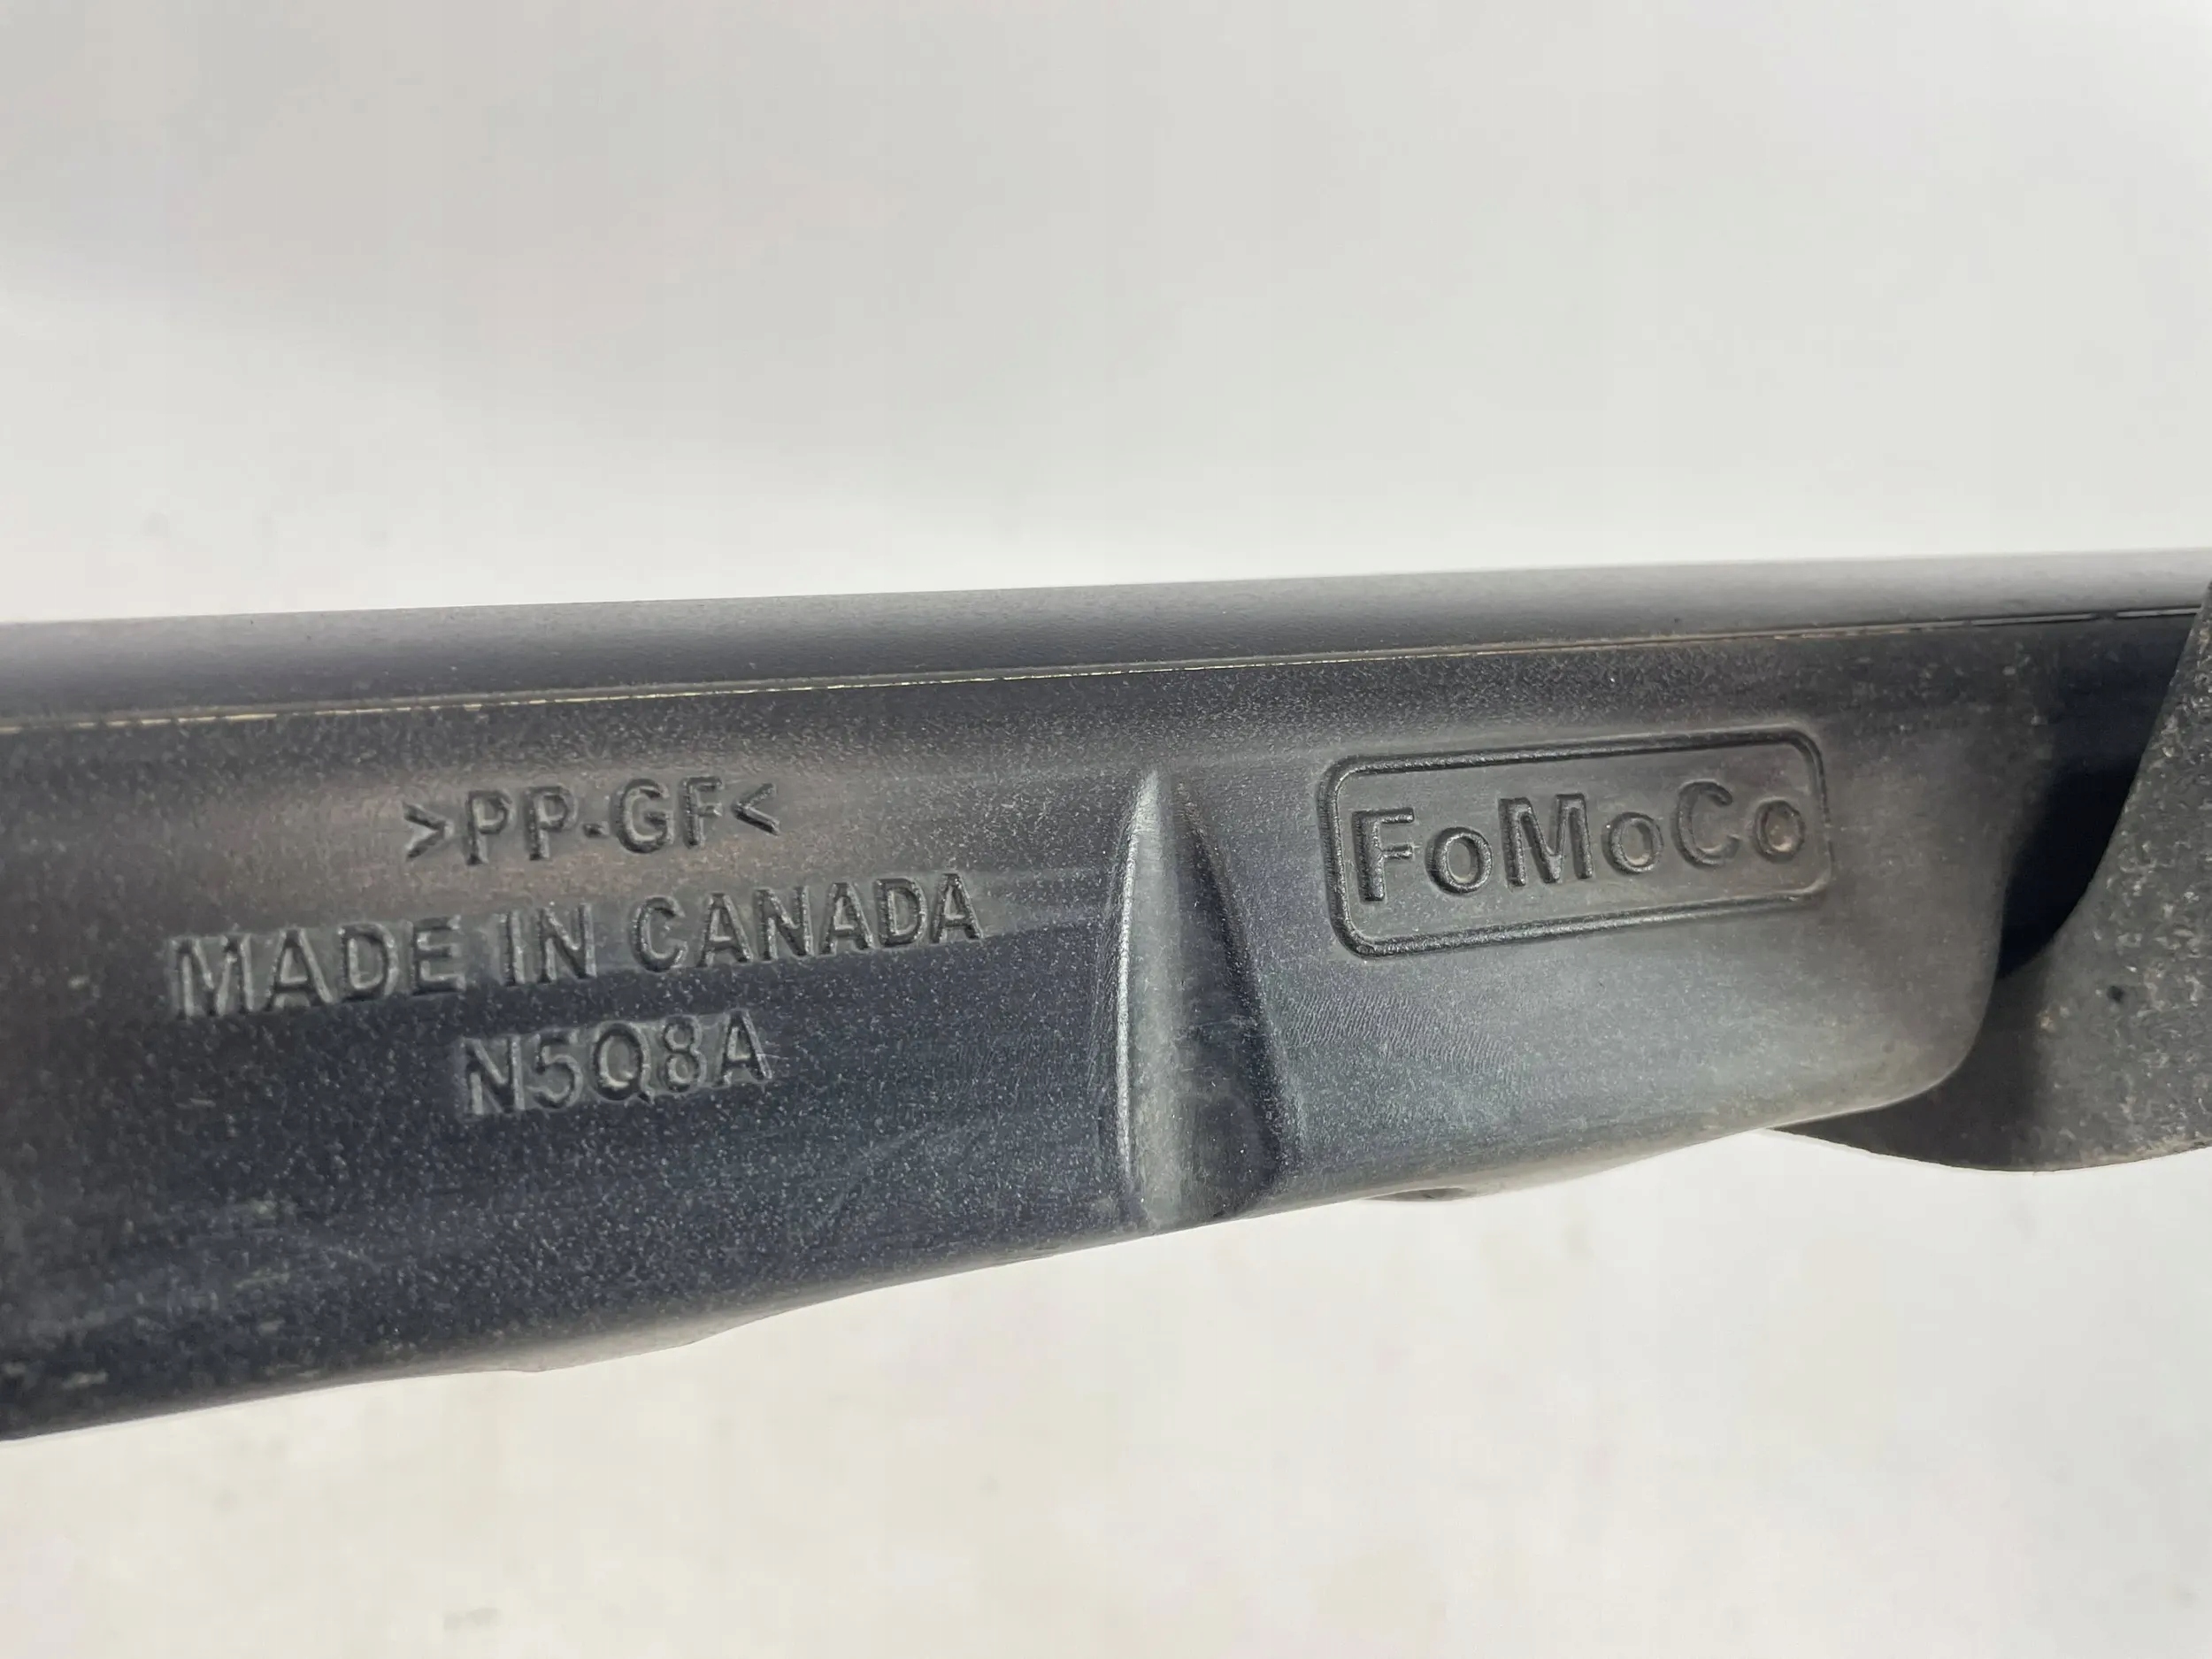 >PP-GF<
MADE IN CANADA
N5Q8A
FoMoCo